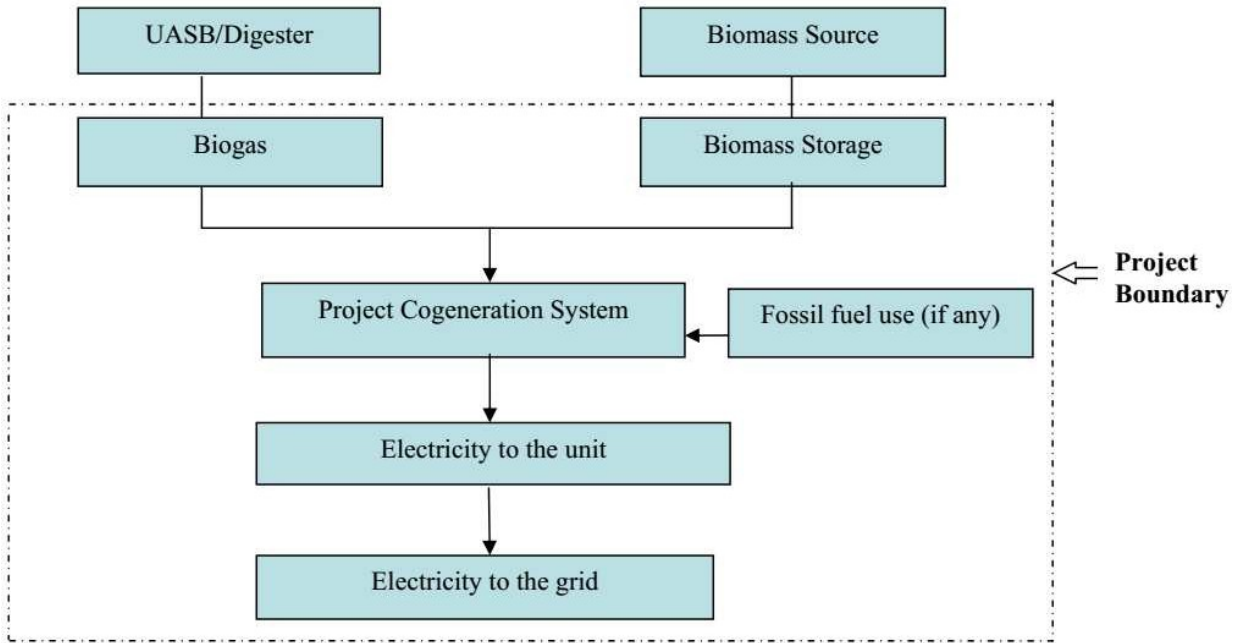 UASB/Digester
Biomass Source
Biogas
Biomass Storage
Project Cogeneration System
Fossil fuel use (if any)
Project
Boundary
Electricity to the unit
Electricity to the grid